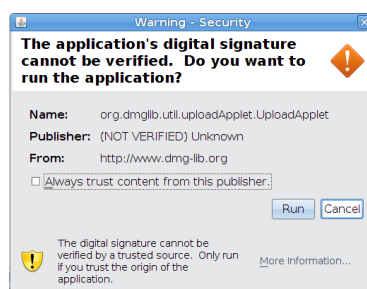 Warning - Security
The application's digital signature
cannot be verified.  Do you want to
run the application?
Name: org.dmglib.util.uploadApplet.UploadApplet
Publisher: (NOT VERIFIED) Unknown
From: http://www.dmg-lib.org
Always trust content from this publisher.
Run Cancel
The digital signature cannot be
verified by a trusted source. Only run
if you trust the origin of the
application.
More Information...